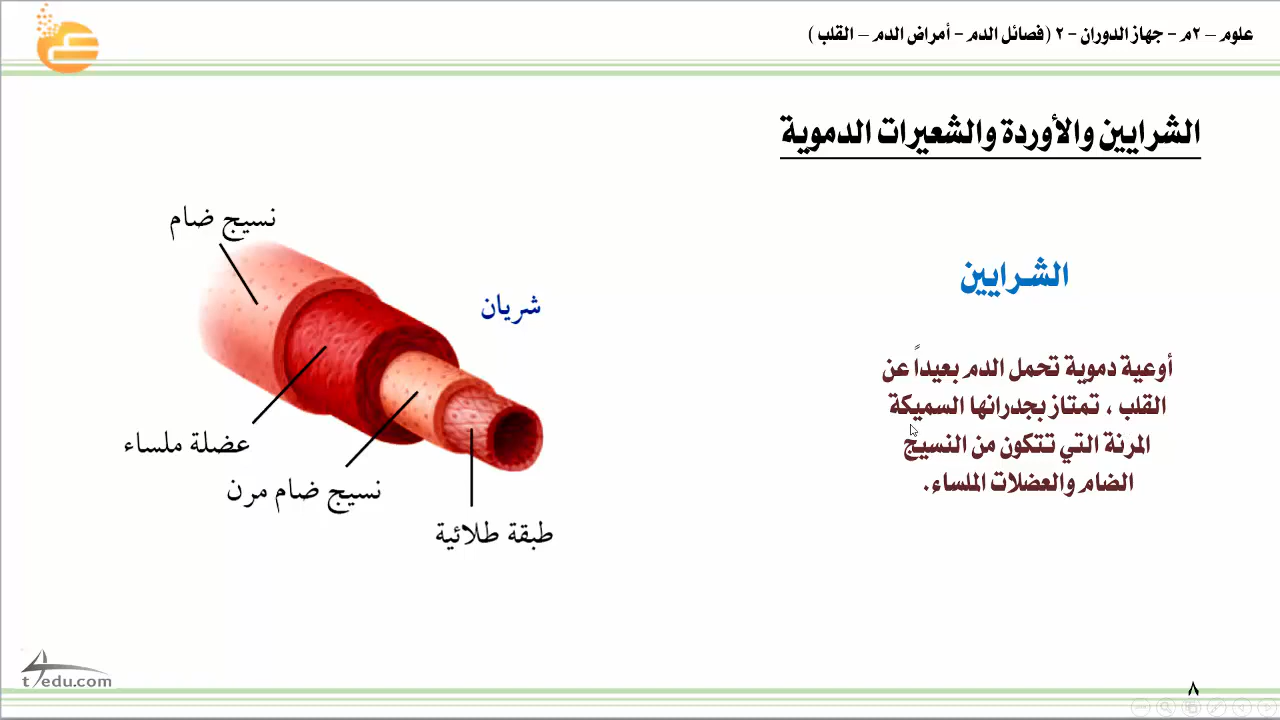 علوم – ٢م – جهاز الدوران – ٢ (فصائل الدم – أمراض الدم – القلب )
الشرايين والأوردة والشعيرات الدموية
الشرايين
أوعية دموية تحمل الدم بعيداً عن
القلب ، تمتاز بجدرانها السميكة
المرنة التي تتكون من النسيج
الضام والعضلات الملساء.
نسيج ضام
شريان
عضلة ملساء
نسيج ضام مرن
طبقة طلائية
t4edu.com
٨